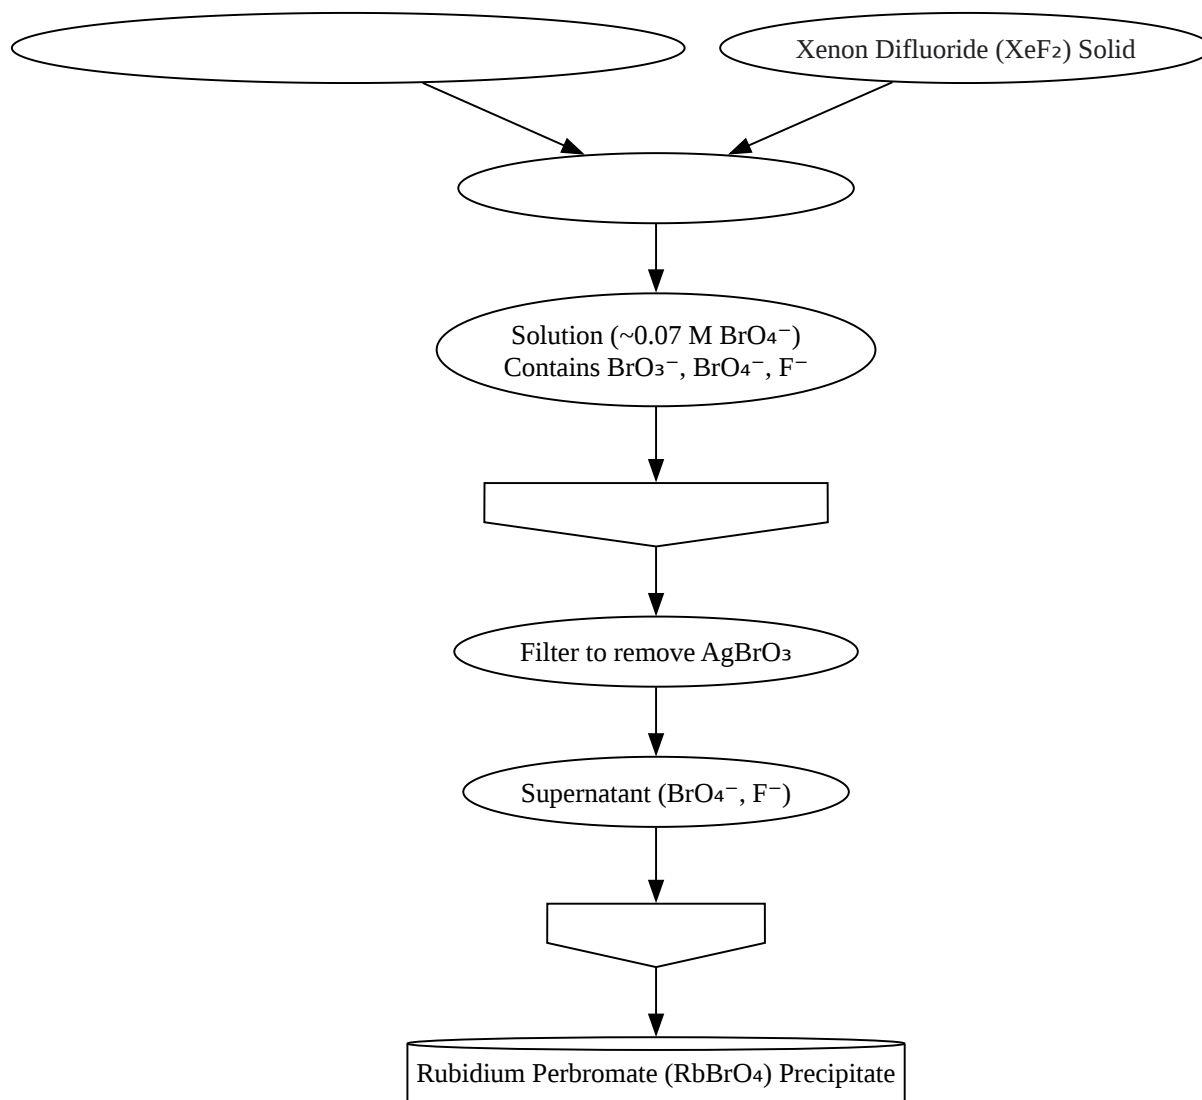 Xenon Difluoride (XeF₂) Solid
Solution (~0.07 M BrO₄⁻)
Contains BrO₃⁻, BrO₄⁻, F⁻
Filter to remove AgBrO₃
Supernatant (BrO₄⁻, F⁻)
Rubidium Perbromate (RbBrO₄) Precipitate